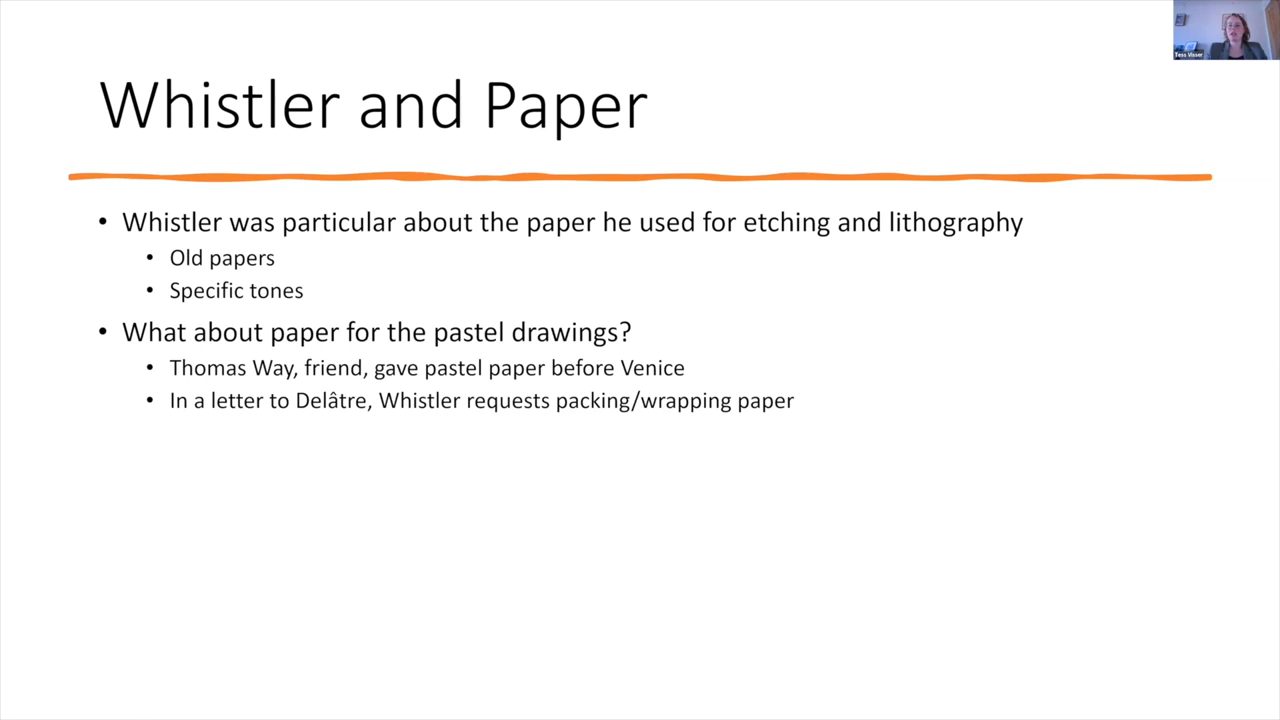 Tess Visser
Whistler and Paper
• Whistler was particular about the paper he used for etching and lithography
• Old papers
• Specific tones
• What about paper for the pastel drawings?
• Thomas Way, friend, gave pastel paper before Venice
• In a letter to Delâtre, Whistler requests packing/wrapping paper